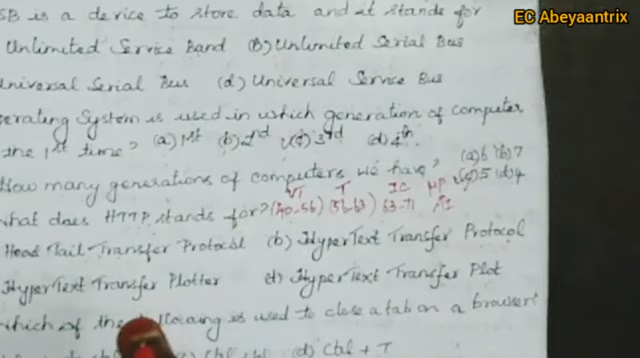 EC Abeyaantrix
SB is a device to store data and it stands for
Unlimited Service Band (b) Unlimited Serial Bus
Universal Serial Bus (d) Universal Service Bus
perating System is used in which generation of computer
the 1st time? (a) 1st (b) 2nd (c) 3rd (d) 4th
How many generations of computers we have? (a) 6 (b) 7
(c) 5 (d) 4
VT T IC MP
what does HTTP stands for? (40-56) (56-63) 63-71 AI
Head Tail Transfer Protocol (b) HyperText Transfer Protocol
HyperText Transfer Plotter d) HyperText Transfer Plot
which of the following is used to close a tab on a browser?
(d) Ctrl + T